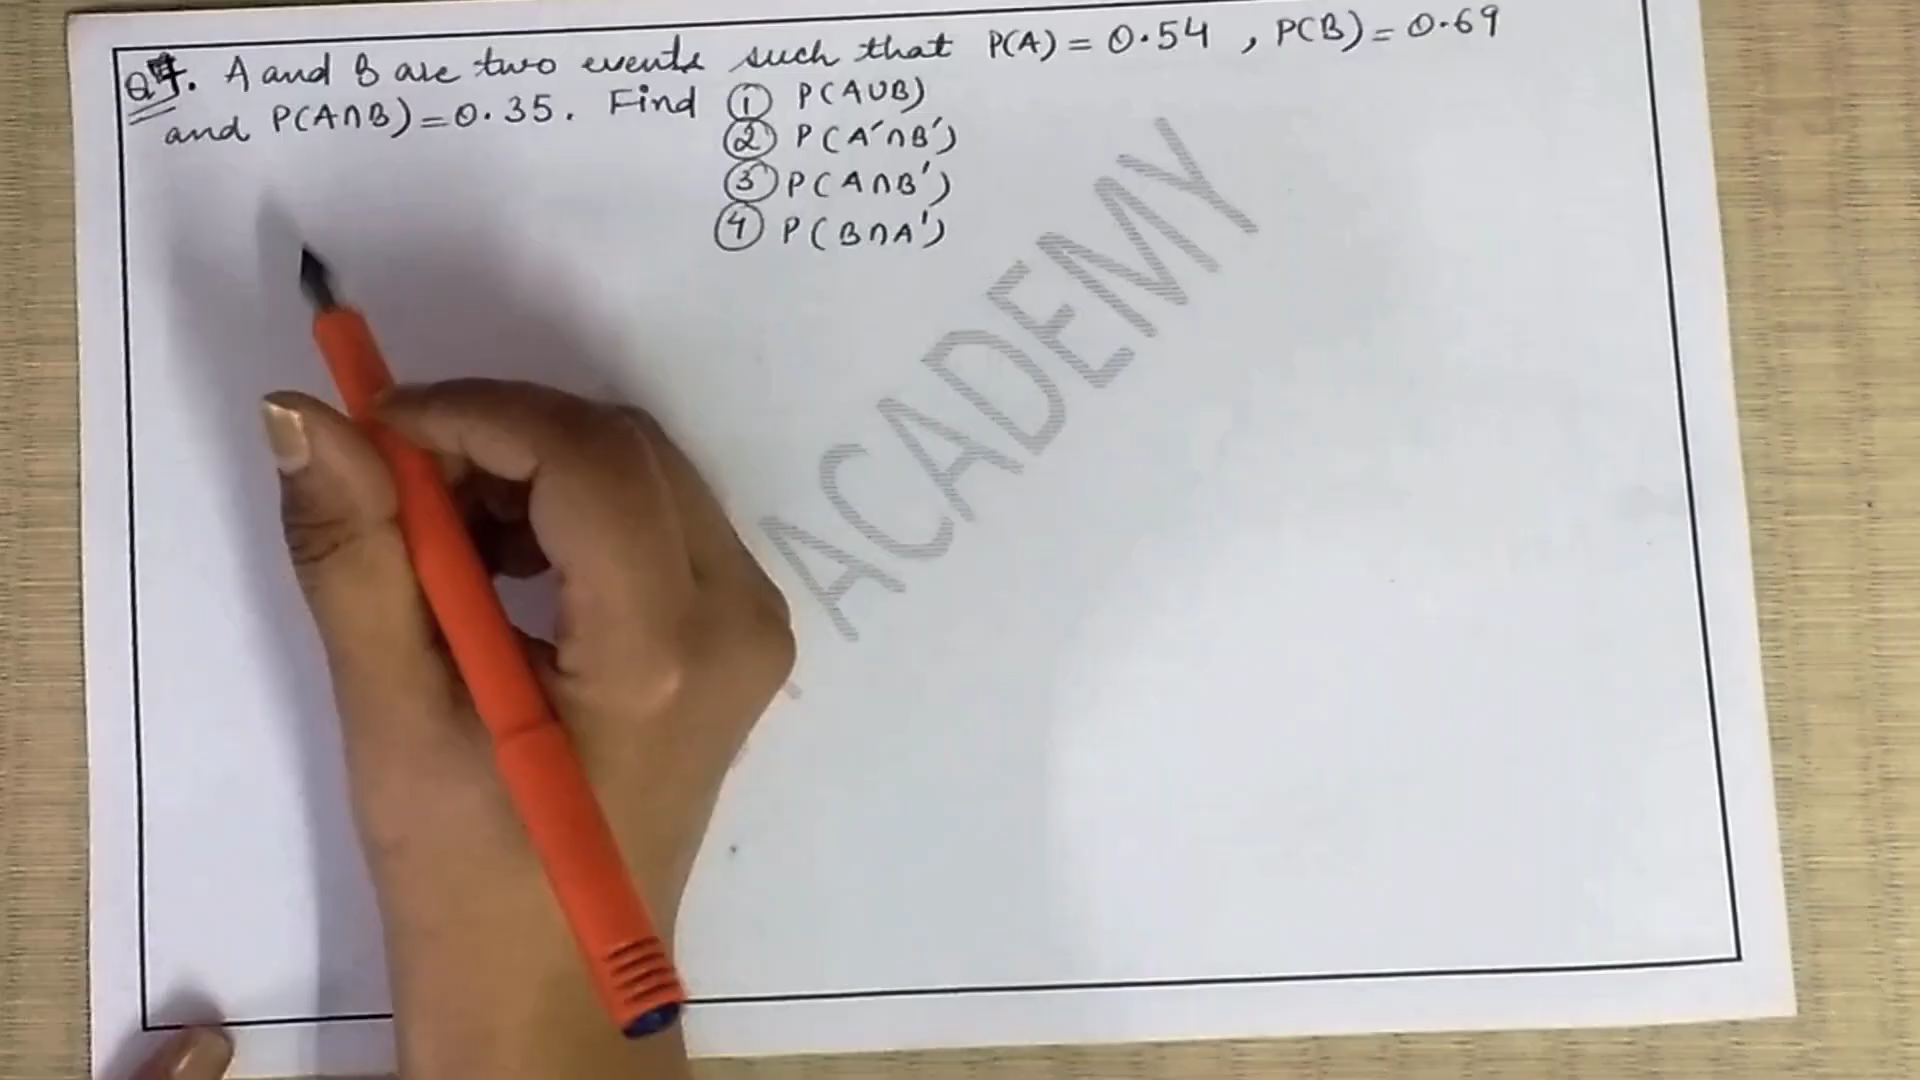 Q7. A and B are two events such that P(A) = 0.54 , P(B) = 0.69
and P(A∩B) = 0.35. Find ① P(A∪B)
② P(A′∩B′)
③ P(A∩B′)
④ P(B∩A′)
ACADEMY